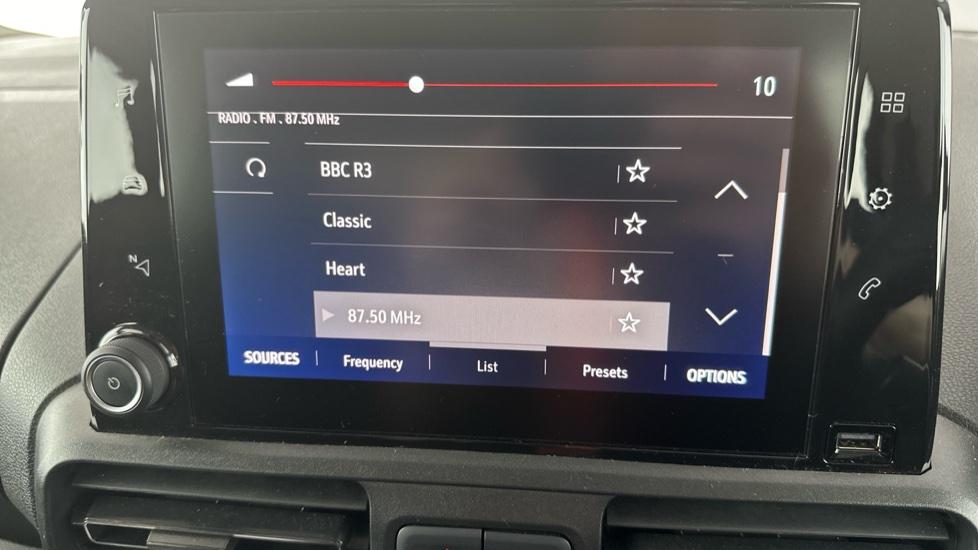 10
RADIO . FM . 87.50 MHz
BBC R3
Classic
Heart
87.50 MHz
SOURCES Frequency List Presets OPTIONS
N